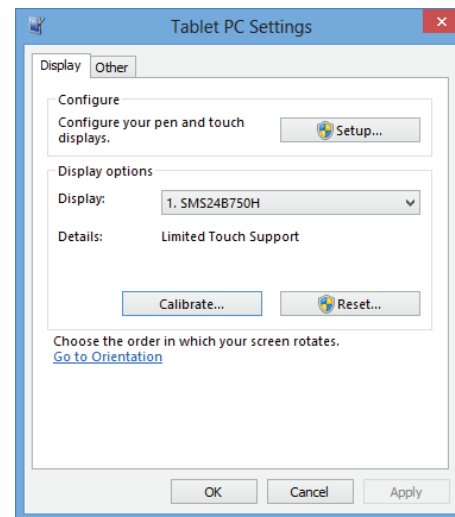 Tablet PC Settings
Display Other
Configure
Configure your pen and touch
displays.
Setup...
Display options
Display: 1. SMS24B750H
Details: Limited Touch Support
Calibrate... Reset...
Choose the order in which your screen rotates.
Go to Orientation
OK Cancel Apply